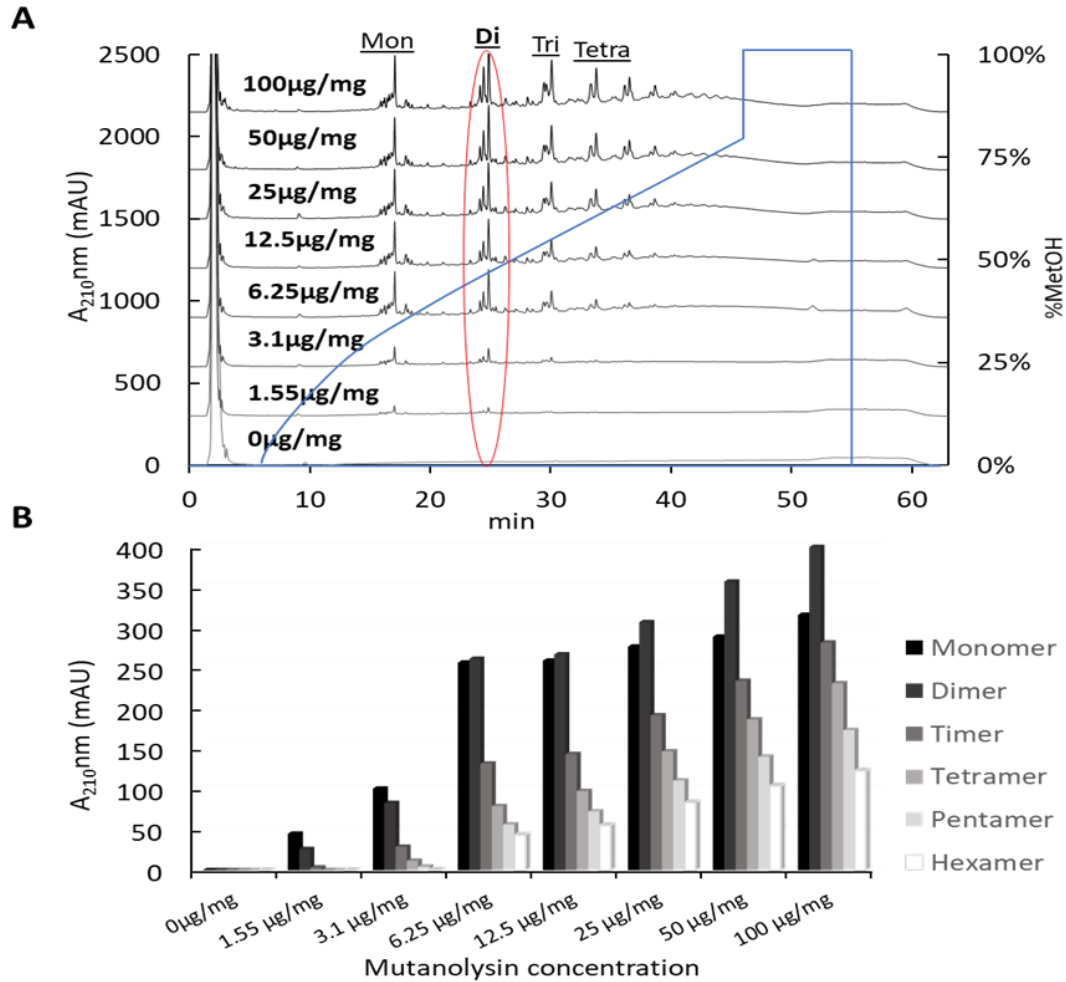 A
Mon Di Tri Tetra
2500
2000
1500
1000
500
0
A210nm (mAU)
100µg/mg
50µg/mg
25µg/mg
12.5µg/mg
6.25µg/mg
3.1µg/mg
1.55µg/mg
0µg/mg
100%
75%
50%
25%
0%
%MetOH
0 10 20 30 40 50 60
min
B
400
350
300
250
200
150
100
50
0
A210nm (mAU)
Monomer
Dimer
Timer
Tetramer
Pentamer
Hexamer
0µg/mg 1.55 µg/mg 3.1 µg/mg 6.25 µg/mg 12.5 µg/mg 25 µg/mg 50 µg/mg 100 µg/mg
Mutanolysin concentration